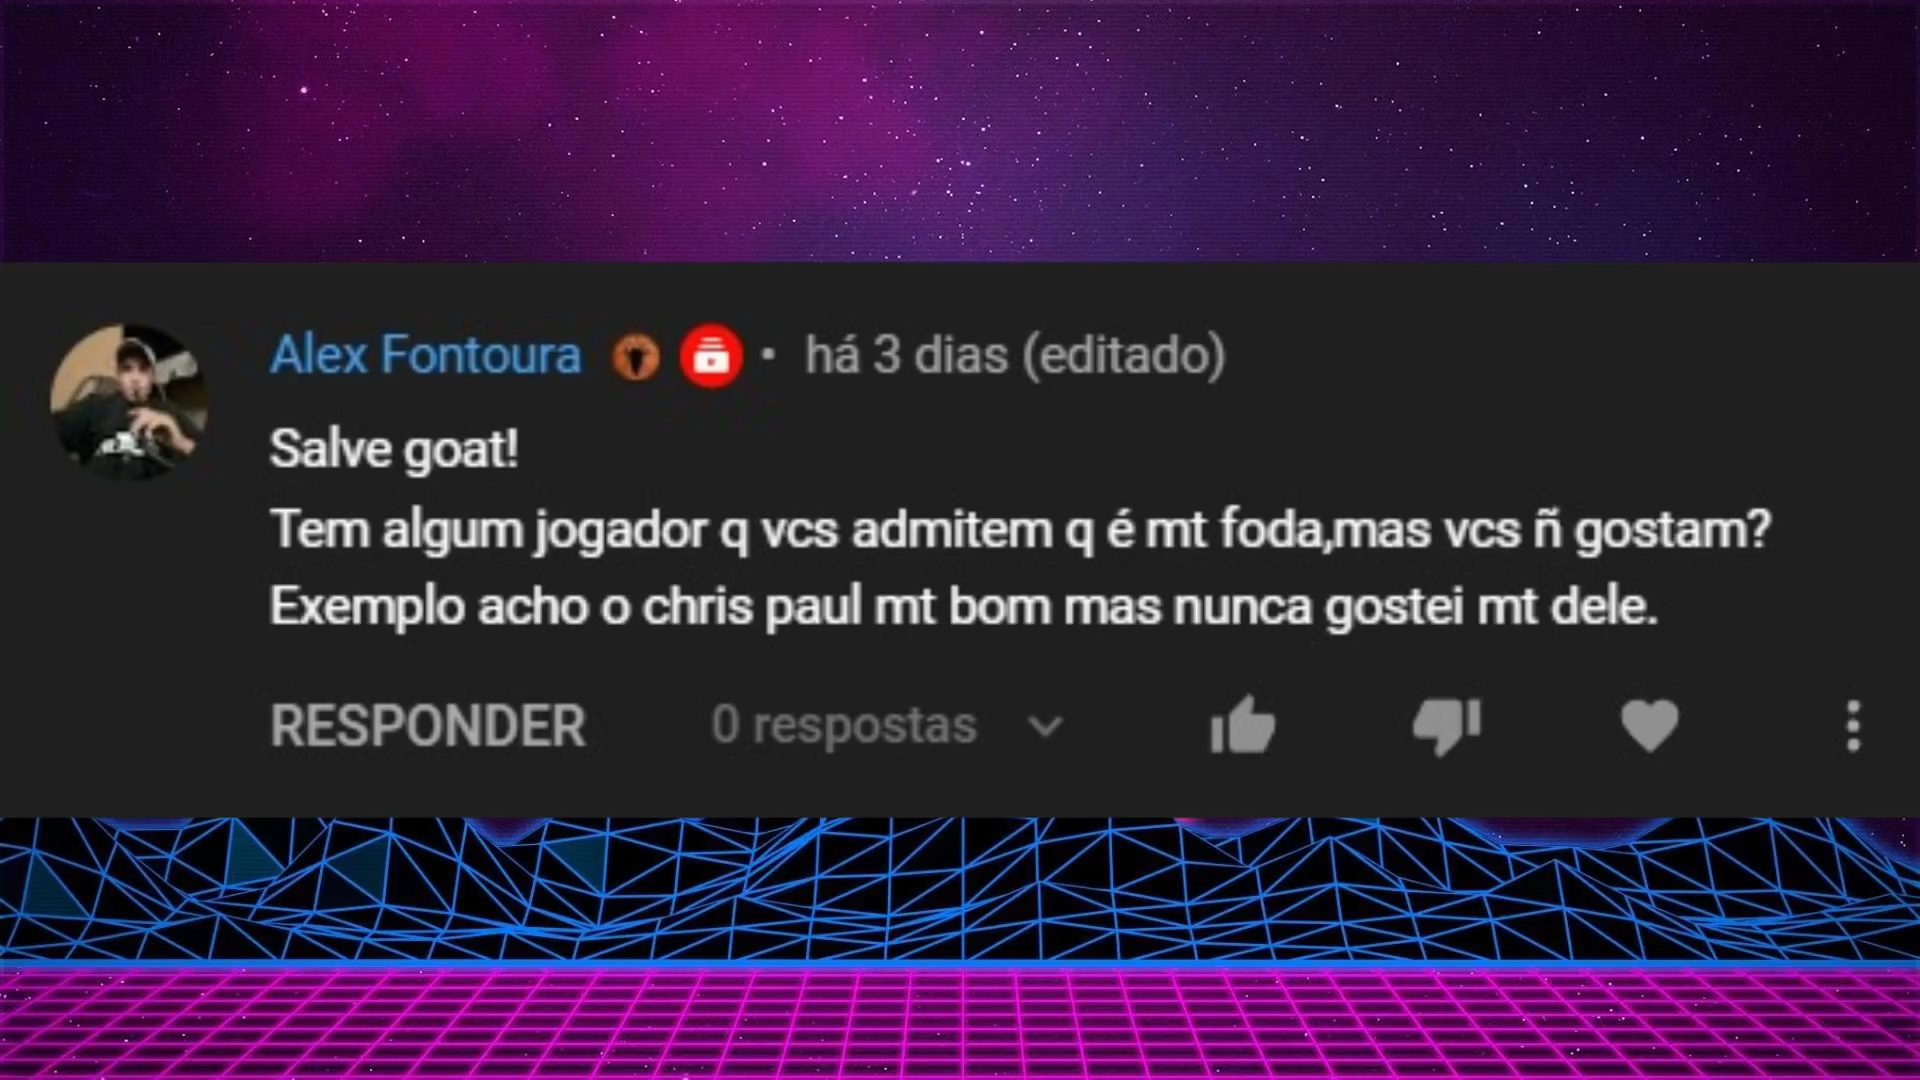 Alex Fontoura • há 3 dias (editado)
Salve goat!
Tem algum jogador q vcs admitem q é mt foda,mas vcs ñ gostam?
Exemplo acho o chris paul mt bom mas nunca gostei mt dele.
RESPONDER 0 respostas